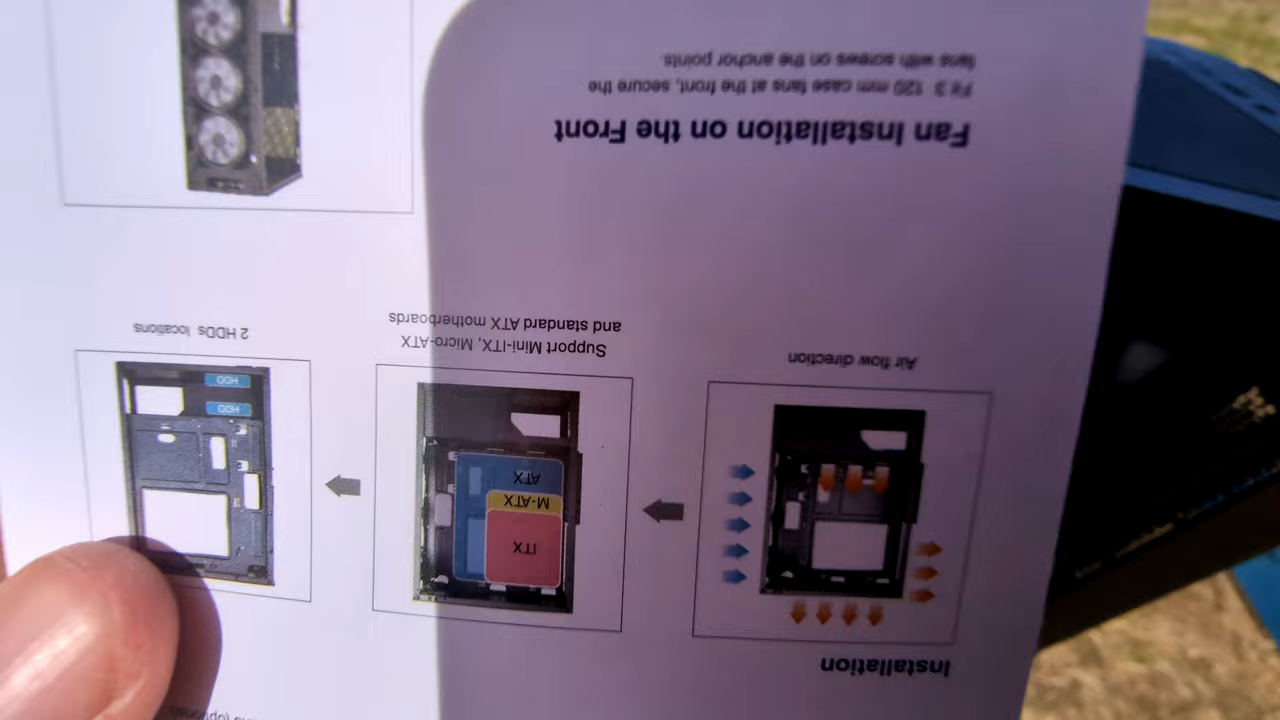 Installation
Air flow direction
ITX
M-ATX
ATX
Support Mini-ITX, Micro-ATX
and standard ATX motherboards
HDD
HDD
2 HDDs locations
Fan Installation on the Front
Fit 3 120 mm case fans at the front, secure the
fans with screws on the anchor points.